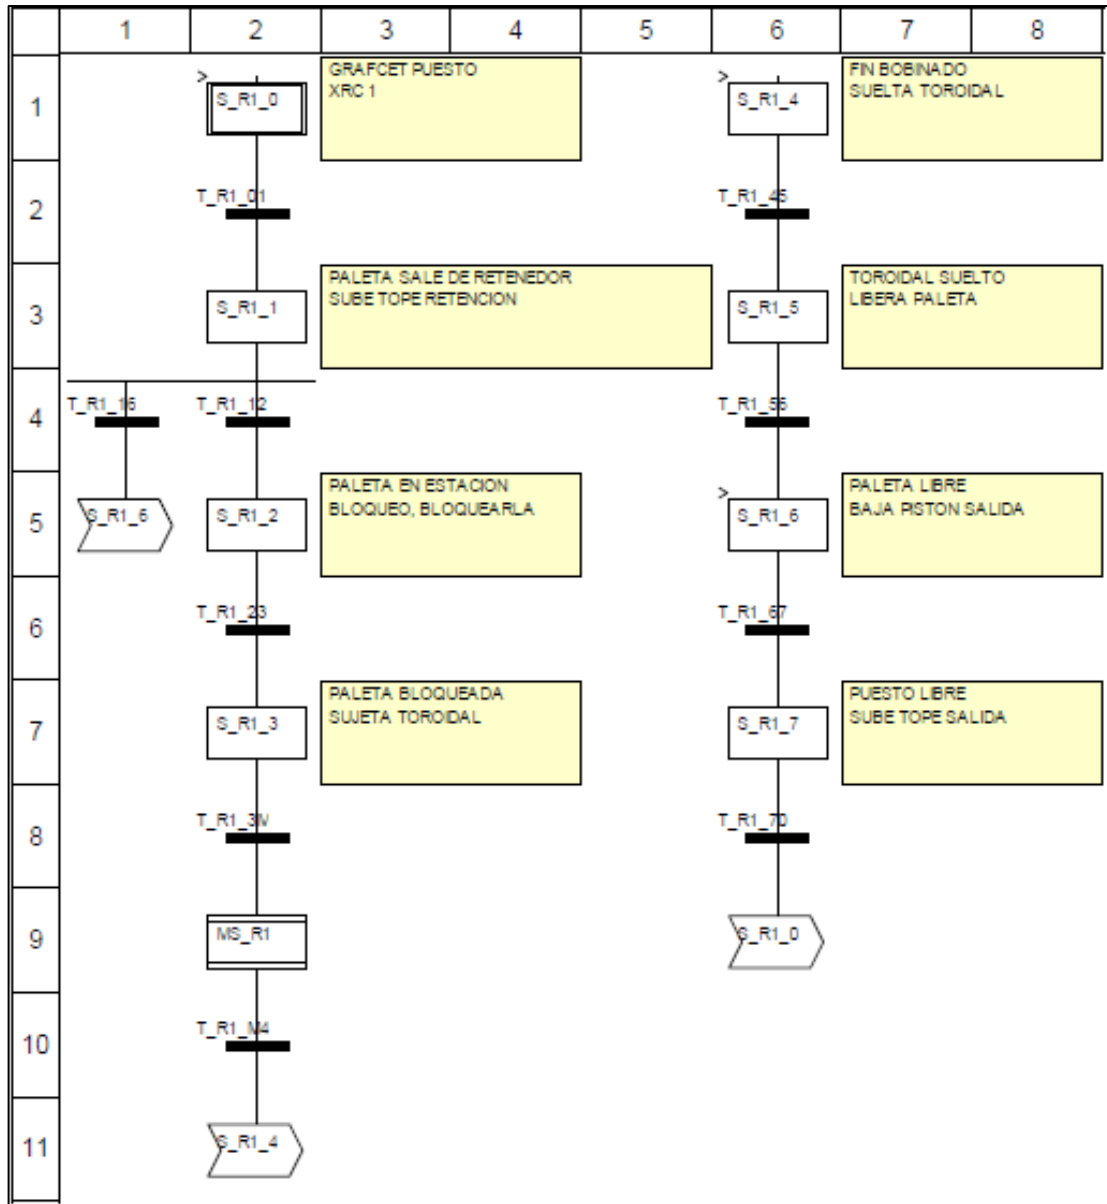 1 2 3 4 5 6 7 8
1
> S_R1_0
GRAFCET PUESTO
XRC 1
> S_R1_4
FIN BOBINADO
SUELTA TOROIDAL
2
T_R1_01
T_R1_45
3
S_R1_1
PALETA SALE DE RETENEDOR
SUBE TOPE RETENCION
S_R1_5
TOROIDAL SUELTO
LIBERA PALETA
4
T_R1_16
T_R1_12
T_R1_56
5
S_R1_6
S_R1_2
PALETA EN ESTACION
BLOQUEO, BLOQUEARLA
> S_R1_6
PALETA LIBRE
BAJA PISTON SALIDA
6
T_R1_23
T_R1_67
7
S_R1_3
PALETA BLOQUEADA
SUJETA TOROIDAL
S_R1_7
PUESTO LIBRE
SUBE TOPE SALIDA
8
T_R1_3M
T_R1_70
9
MS_R1
S_R1_0
10
T_R1_M4
11
S_R1_4